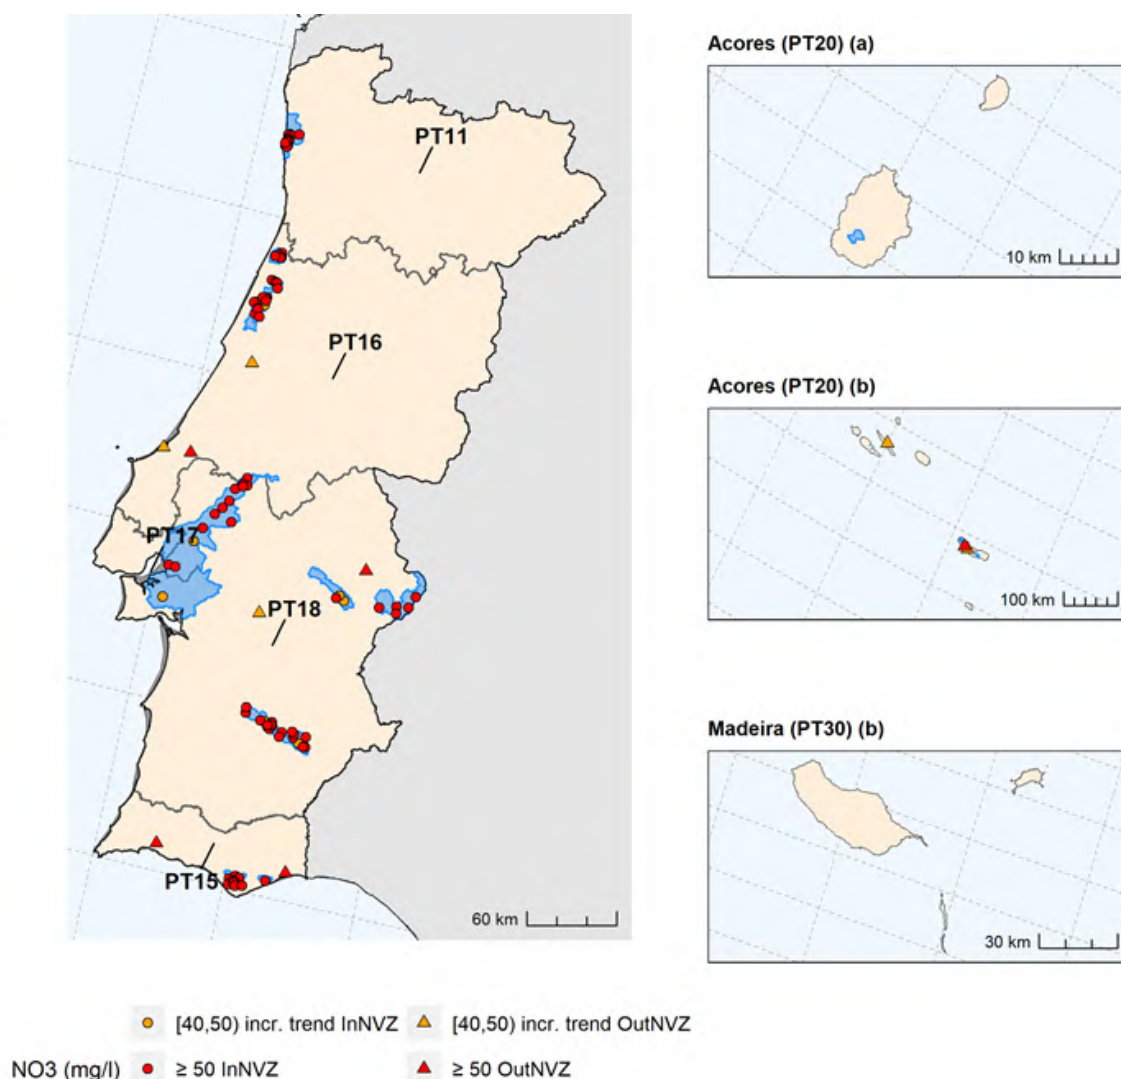 Acores (PT20) (a)
PT11
10 km
PT16
Acores (PT20) (b)
PT17
100 km
PT18
Madeira (PT30) (b)
PT15
60 km
30 km
[40,50) incr. trend InNVZ [40,50) incr. trend OutNVZ
NO3 (mg/l) ≥ 50 InNVZ ≥ 50 OutNVZ